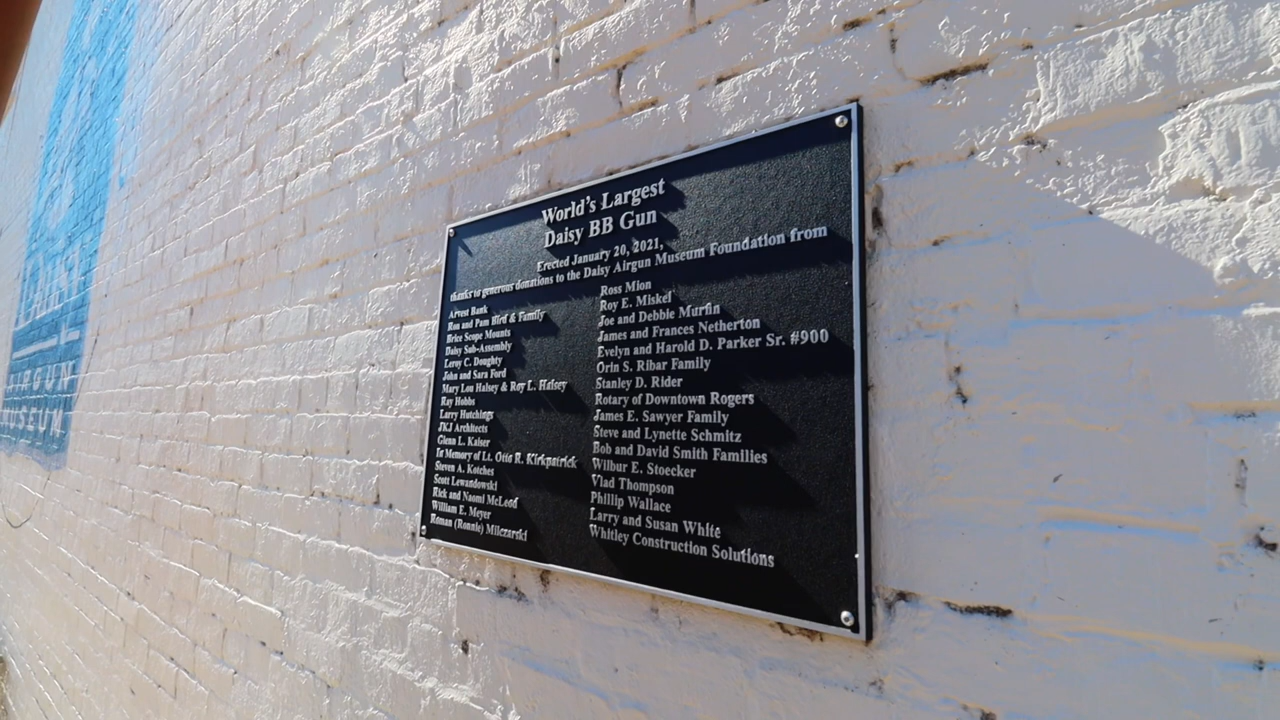 World's Largest
Daisy BB Gun
Erected January 20, 2021,
thanks to generous donations to the Daisy Airgun Museum Foundation from
Arvest Bank
Ron and Pam Bird & Family
Brice Scope Mounts
Daisy Sub-Assembly
Leroy C. Doughty
John and Sara Ford
Mary Lou Halsey & Roy L. Halsey
Ray Hobbs
Larry Hutchings
JKJ Architects
Glenn L. Kaiser
In Memory of Lt. Otto R. Kirkpatrick
Steven A. Kotches
Scott Lewandowski
Rick and Naomi McLeod
William E. Meyer
Roman (Ronnie) Milczarski
Ross Mion
Roy E. Miskel
Joe and Debbie Murfin
James and Frances Netherton
Evelyn and Harold D. Parker Sr. #900
Orin S. Ribar Family
Stanley D. Rider
Rotary of Downtown Rogers
James E. Sawyer Family
Steve and Lynette Schmitz
Bob and David Smith Families
Wilbur E. Stoecker
Vlad Thompson
Phillip Wallace
Larry and Susan White
Whitley Construction Solutions
DAISY
AIRGUN
MUSEUM